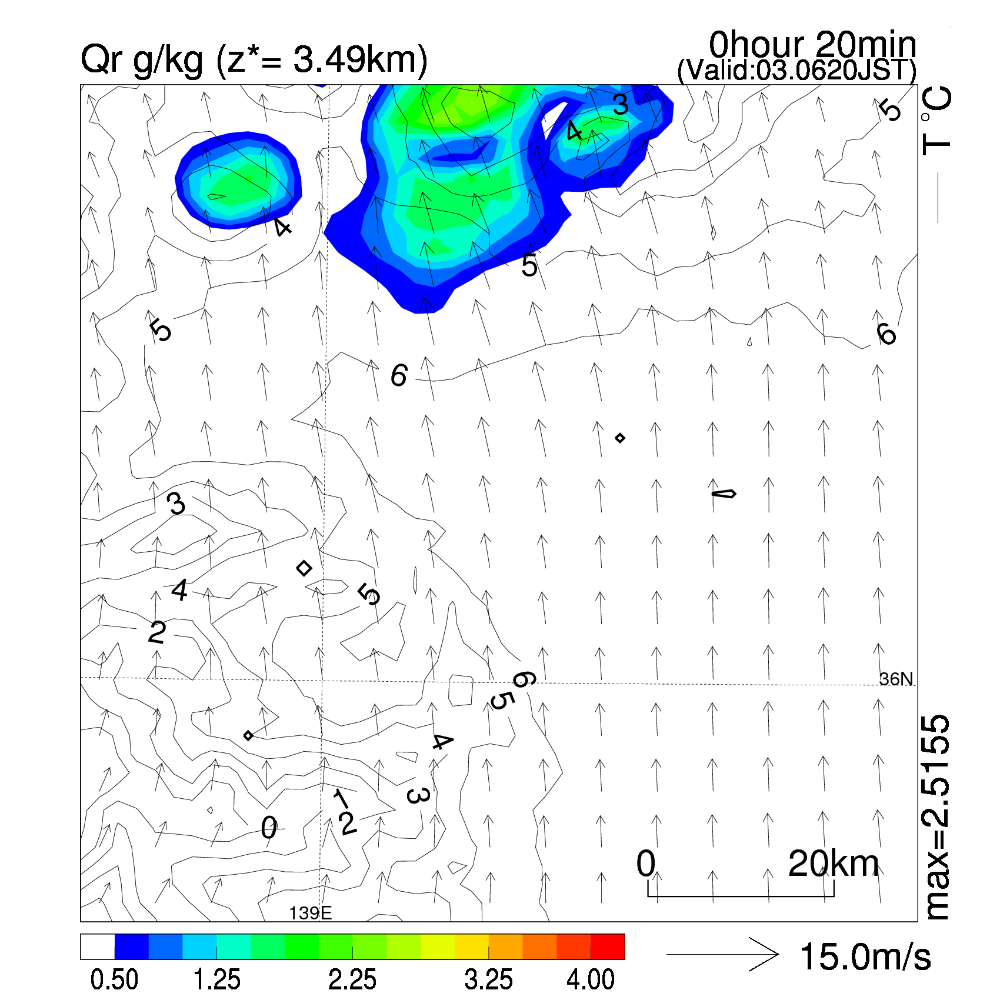 Qr g/kg (z*= 3.49km)
0hour 20min
(Valid:03.0620JST)
T °C
3
5
4
4
5
5
6
6
3
4
5
2
6
36N
5
4
3
1
2
0
0 20km
139E
max=2.5155
0.50 1.25 2.25 3.25 4.00
15.0m/s